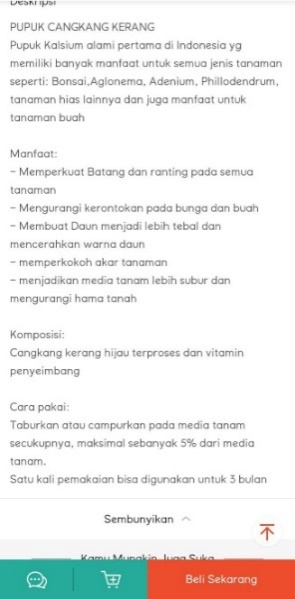 Deskripsi
PUPUK CANGKANG KERANG
Pupuk Kalsium alami pertama di Indonesia yg
memiliki banyak manfaat untuk semua jenis tanaman
seperti: Bonsai,Aglonema, Adenium, Phillodendrum,
tanaman hias lainnya dan juga manfaat untuk
tanaman buah
Manfaat:
- Memperkuat Batang dan ranting pada semua
tanaman
- Mengurangi kerontokan pada bunga dan buah
- Membuat Daun menjadi lebih tebal dan
mencerahkan warna daun
- memperkokoh akar tanaman
- menjadikan media tanam lebih subur dan
mengurangi hama tanah
Komposisi:
Cangkang kerang hijau terproses dan vitamin
penyeimbang
Cara pakai:
Taburkan atau campurkan pada media tanam
secukupnya, maksimal sebanyak 5% dari media
tanam.
Satu kali pemakaian bisa digunakan untuk 3 bulan
Sembunyikan
Kamu Mungkin Juga Suka
Beli Sekarang